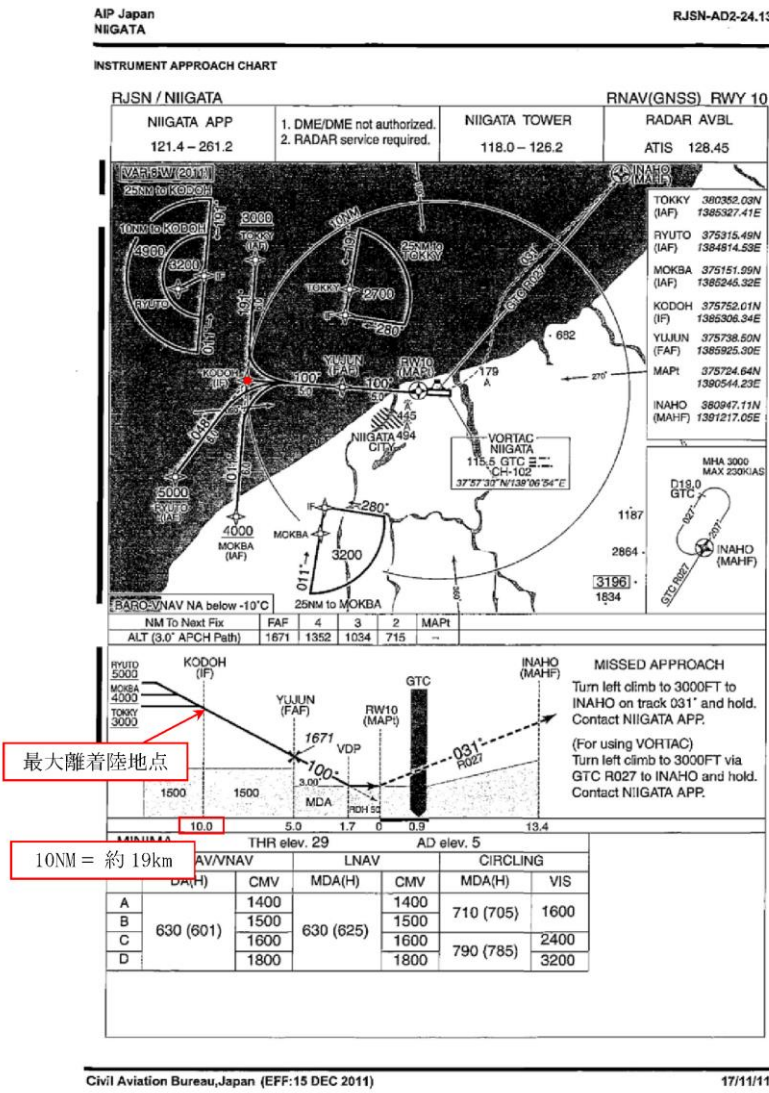 AIP Japan
NIIGATA
RJSN-AD2-24.13
INSTRUMENT APPROACH CHART
RJSN / NIIGATA
RNAV(GNSS) RWY 10
NIIGATA APP
121.4 – 261.2
1. DME/DME not authorized.
2. RADAR service required.
NIIGATA TOWER
118.0 – 126.2
RADAR AVBL
ATIS 128.45
VAR 8°W (2011)
25NM to KODOH
10NM to KODOH
4900
3200
RYUTO
IF
011°
3000
TOKKY
(IAF)
10NM
25NM to
TOKKY
TOKKY
2700
IF
280°
INAHO
(MAHF)
031°
GTC R027
TOKKY 380352.03N
(IAF) 1385327.41E
RYUTO 375315.49N
(IAF) 1384814.53E
MOKBA 375151.99N
(IAF) 1385246.32E
KODOH 375752.01N
(IF) 1385306.34E
YUJUN 375738.50N
(FAF) 1385925.30E
MAPt 375724.64N
1390544.23E
INAHO 380947.11N
(MAHF) 1391217.05E
682
270°
KODOH
(IF)
100°
5.0
YUJUN
(FAF)
100°
5.0
RW10
(MAPt)
179
A
445
494
NIIGATA
CITY
VORTAC
NIIGATA
115.5 GTC
CH-102
37°57'30"N/139°06'54"E
048°
5000
RYUTO
(IAF)
4000
MOKBA
(IAF)
IF
280°
MOKBA
3200
011°
25NM to MOKBA
1187
2864
3196
1834
MHA 3000
MAX 230KIAS
D19.0
GTC
027°
207°
INAHO
(MAHF)
GTC R027
BARO-VNAV NA below -10°C
NM To Next Fix FAF 4 3 2 MAPt
ALT (3.0° APCH Path) 1671 1352 1034 715 –
RYUTO
5000
MOKBA
4000
TOKKY
3000
KODOH
(IF)
YUJUN
(FAF)
1671
VDP
RW10
(MAPt)
GTC
INAHO
(MAHF)
100°
3.00°
MDA
RDH 50
031°
R027
1500
1500
10.0 5.0 1.7 0 0.9 13.4
MISSED APPROACH
Turn left climb to 3000FT to
INAHO on track 031° and hold.
Contact NIIGATA APP.
(For using VORTAC)
Turn left climb to 3000FT via
GTC R027 to INAHO and hold.
Contact NIIGATA APP.
最大離着陸地点
10NM = 約 19km
THR elev. 29 AD elev. 5
LNAV CIRCLING
DA(H) CMV MDA(H) CMV MDA(H) VIS
A 630 (601) 1400 630 (625) 1400 710 (705) 1600
B 1500 1500
C 1600 1600 790 (785) 2400
D 1800 1800 3200
Civil Aviation Bureau,Japan (EFF:15 DEC 2011)
17/11/11